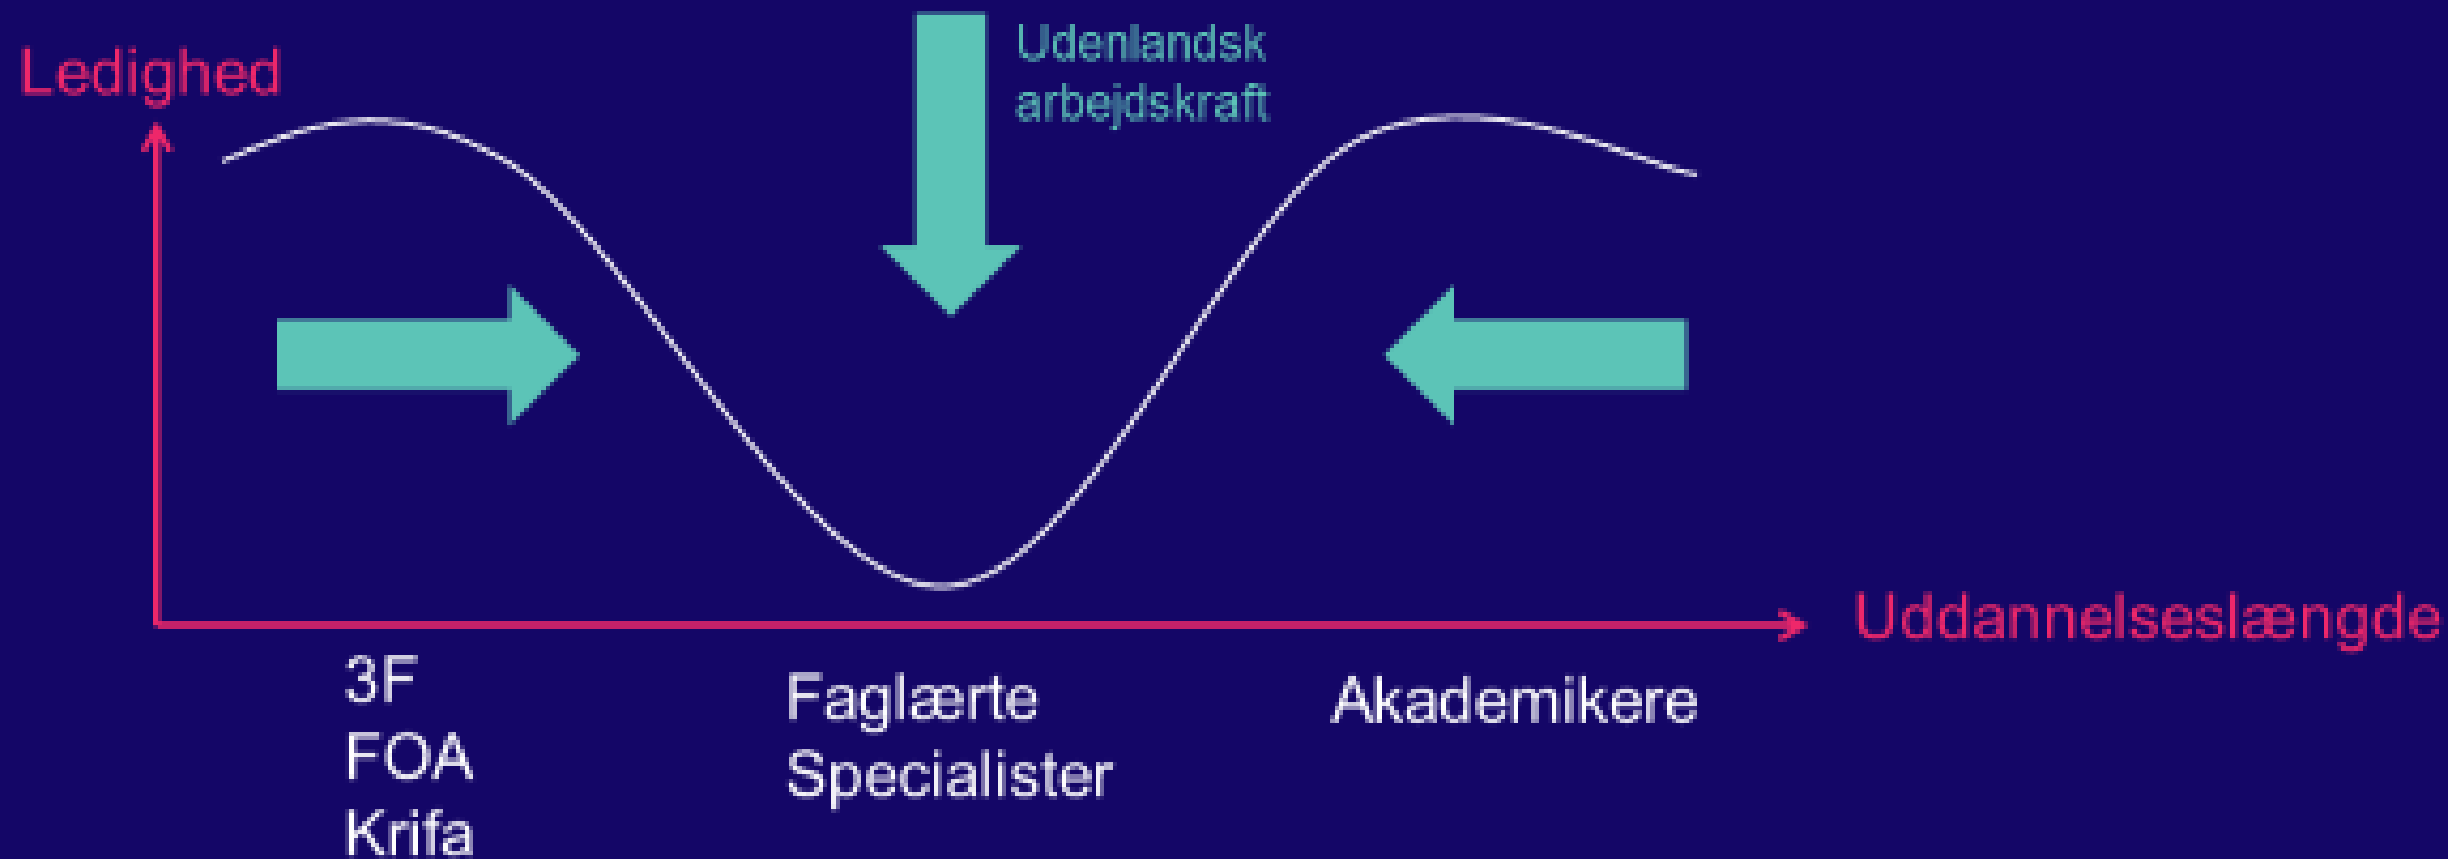 Ledighed
Udenlandsk
arbejdskraft
Uddannelseslængde
3F
FOA
Krifa
Faglærte
Specialister
Akademikere